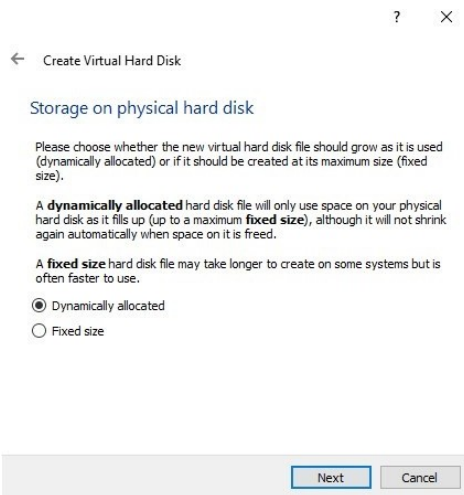 ?
Create Virtual Hard Disk
Storage on physical hard disk
Please choose whether the new virtual hard disk file should grow as it is used
(dynamically allocated) or if it should be created at its maximum size (fixed
size).
A dynamically allocated hard disk file will only use space on your physical
hard disk as it fills up (up to a maximum fixed size), although it will not shrink
again automatically when space on it is freed.
A fixed size hard disk file may take longer to create on some systems but is
often faster to use.
Dynamically allocated
Fixed size
Next Cancel